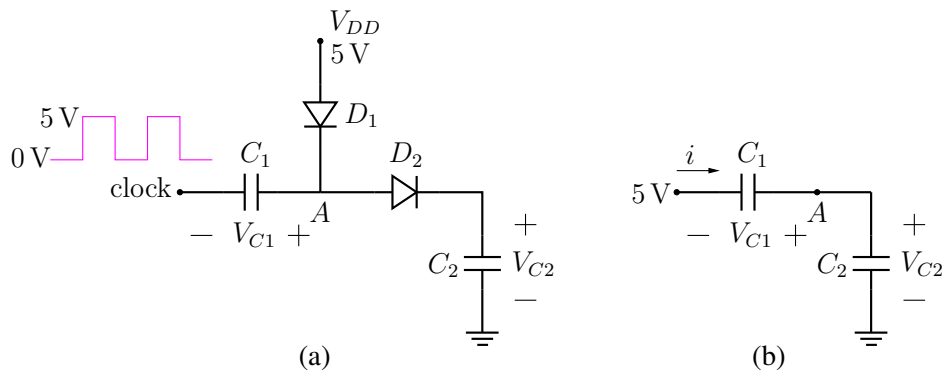 V_DD
5 V
D_1
5 V
0 V
C_1
D_2
clock
A
− V_C1 +
+
C_2
V_C2
−
(a)
i
C_1
5 V
A
− V_C1 +
+
C_2
V_C2
−
(b)